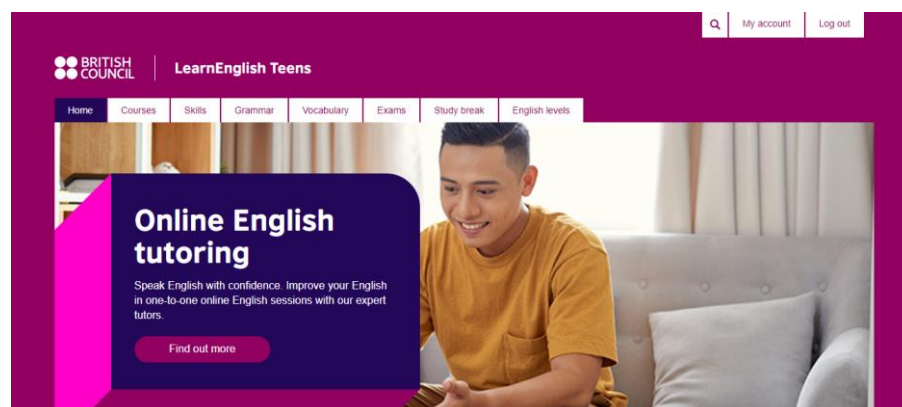 My account
Log out
BRITISH
COUNCIL
LearnEnglish Teens
Home
Courses
Skills
Grammar
Vocabulary
Exams
Study break
English levels
Online English
tutoring
Speak English with confidence. Improve your English
in one-to-one online English sessions with our expert
tutors.
Find out more